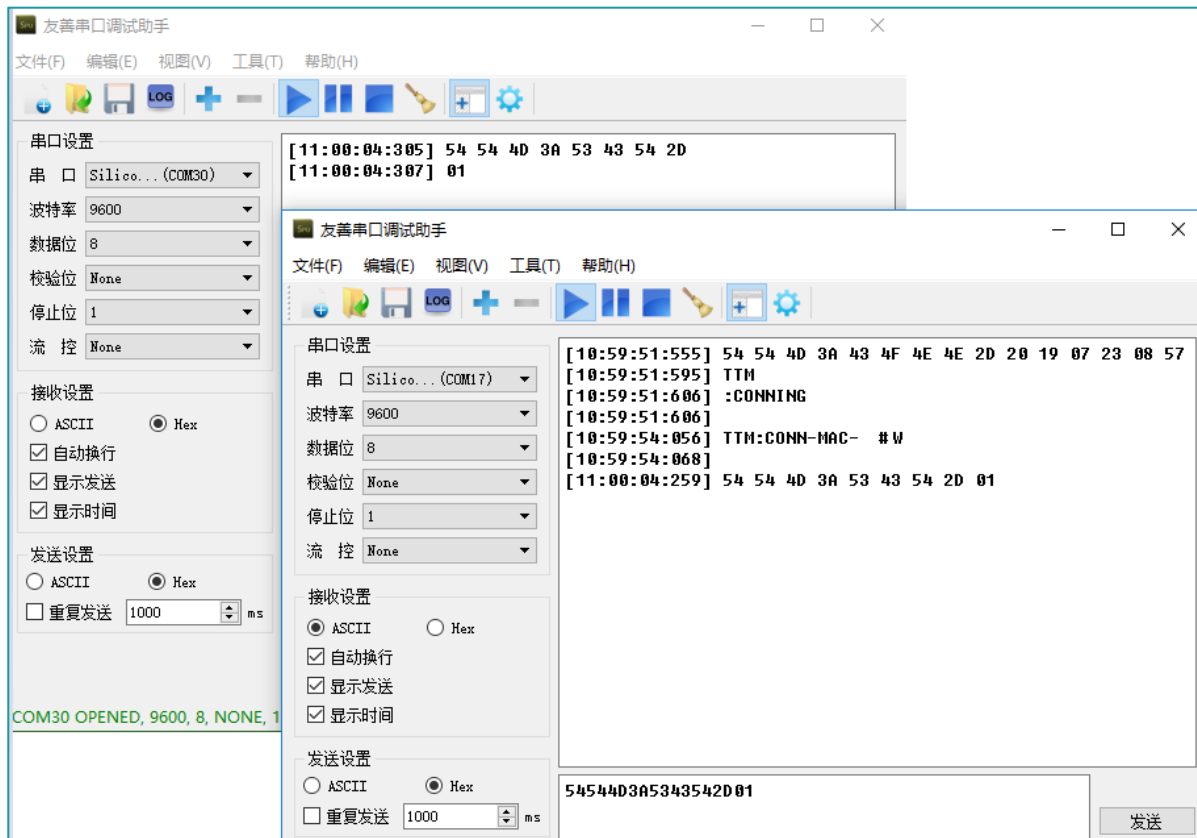 友善串口调试助手
文件(F) 编辑(E) 视图(V) 工具(T) 帮助(H)
LOG
串口设置
串 口 Silico...(COM30)
波特率 9600
数据位 8
校验位 None
停止位 1
流 控 None
接收设置
ASCII Hex
自动换行
显示发送
显示时间
发送设置
ASCII Hex
重复发送 1000 ms
COM30 OPENED, 9600, 8, NONE, 1
[11:00:04:305] 54 54 4D 3A 53 43 54 2D
[11:00:04:307] 01
友善串口调试助手
文件(F) 编辑(E) 视图(V) 工具(T) 帮助(H)
LOG
串口设置
串 口 Silico...(COM17)
波特率 9600
数据位 8
校验位 None
停止位 1
流 控 None
接收设置
ASCII Hex
自动换行
显示发送
显示时间
发送设置
ASCII Hex
重复发送 1000 ms
[10:59:51:555] 54 54 4D 3A 43 4F 4E 4E 2D 20 19 07 23 08 57
[10:59:51:595] TTM
[10:59:51:606] :CONNING
[10:59:51:606]
[10:59:54:056] TTM:CONN-MAC- #W
[10:59:54:068]
[11:00:04:259] 54 54 4D 3A 53 43 54 2D 01
54544D3A5343542D01
发送